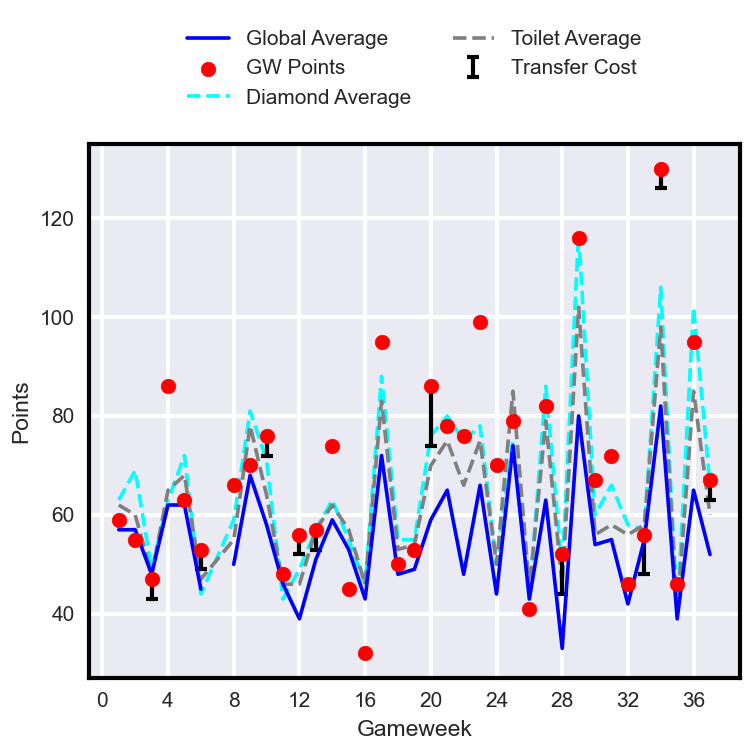 Global Average
GW Points
Diamond Average
Toilet Average
Transfer Cost
Points
120
100
80
60
40
0 4 8 12 16 20 24 28 32 36
Gameweek